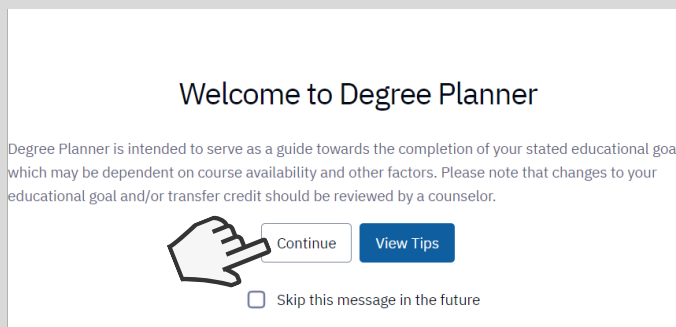 Welcome to Degree Planner
Degree Planner is intended to serve as a guide towards the completion of your stated educational goa
which may be dependent on course availability and other factors. Please note that changes to your
educational goal and/or transfer credit should be reviewed by a counselor.
Continue View Tips
Skip this message in the future